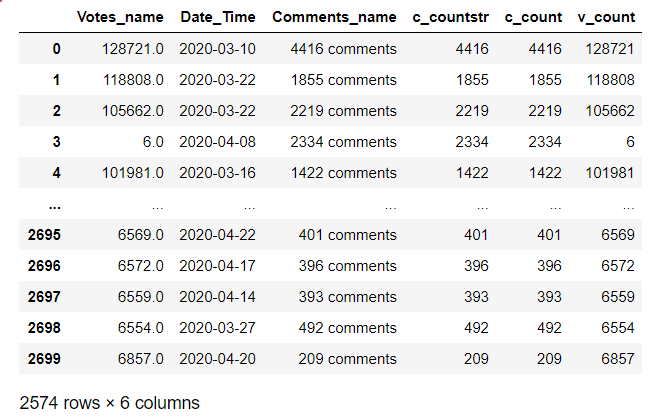 Votes_name Date_Time Comments_name c_countstr c_count v_count
0 128721.0 2020-03-10 4416 comments 4416 4416 128721
1 118808.0 2020-03-22 1855 comments 1855 1855 118808
2 105662.0 2020-03-22 2219 comments 2219 2219 105662
3 6.0 2020-04-08 2334 comments 2334 2334 6
4 101981.0 2020-03-16 1422 comments 1422 1422 101981
... ... ... ... ... ... ...
2695 6569.0 2020-04-22 401 comments 401 401 6569
2696 6572.0 2020-04-17 396 comments 396 396 6572
2697 6559.0 2020-04-14 393 comments 393 393 6559
2698 6554.0 2020-03-27 492 comments 492 492 6554
2699 6857.0 2020-04-20 209 comments 209 209 6857
2574 rows × 6 columns